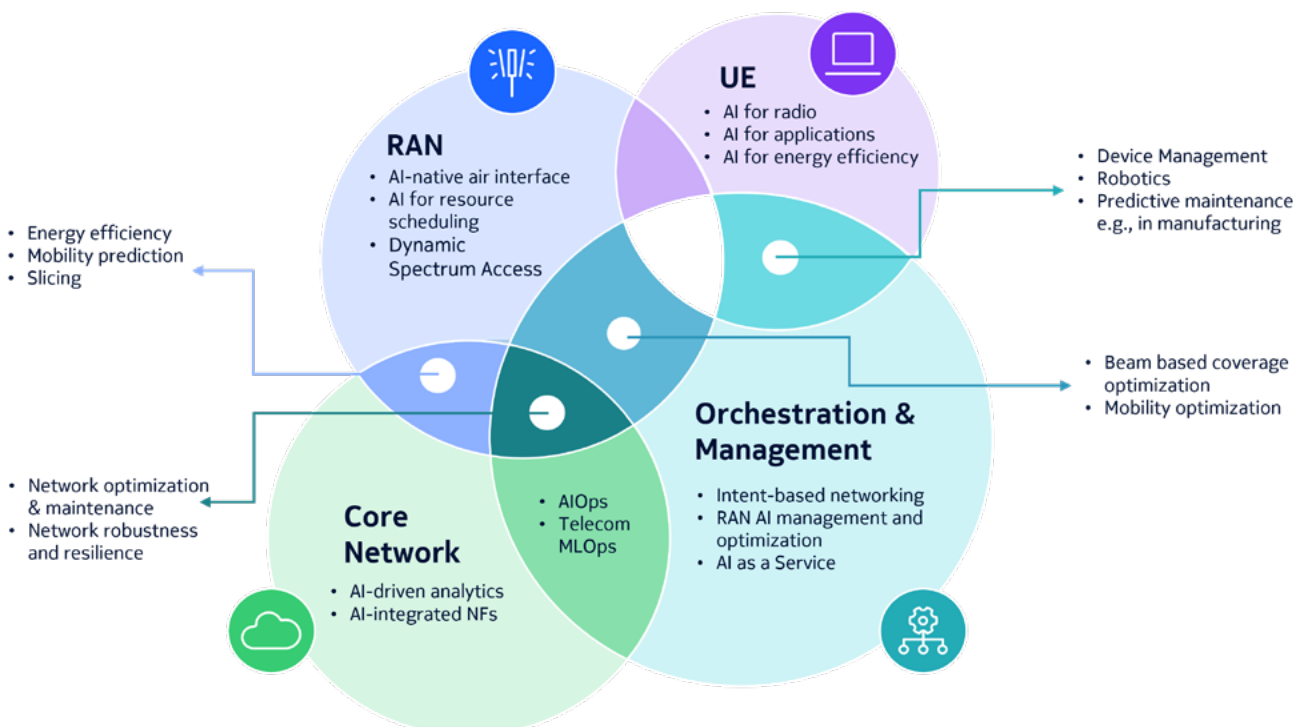 UE
• AI for radio
• AI for applications
• AI for energy efficiency
RAN
• AI-native air interface
• AI for resource
scheduling
• Dynamic
Spectrum Access
• Device Management
• Robotics
• Predictive maintenance
e.g., in manufacturing
• Energy efficiency
• Mobility prediction
• Slicing
• Beam based coverage
optimization
• Mobility optimization
Orchestration &
Management
• Intent-based networking
• RAN AI management and
optimization
• AI as a Service
• Network optimization
& maintenance
• Network robustness
and resilience
• AIOps
• Telecom
MLOps
Core
Network
• AI-driven analytics
• AI-integrated NFs